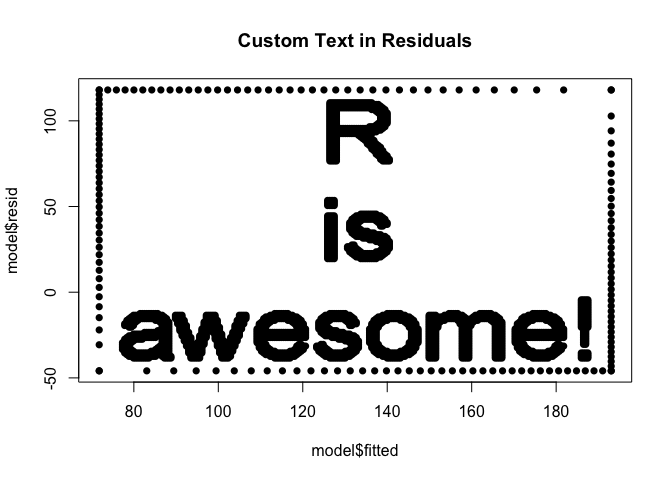 Custom Text in Residuals
model$resid
100
50
0
-50
R
is
awesome!
80 100 120 140 160 180
model$fitted